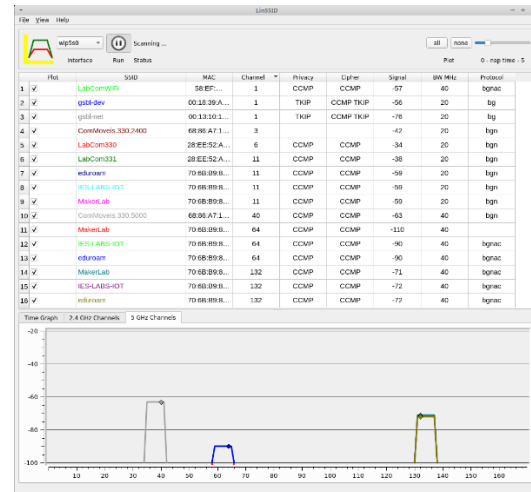 LinSSID
File View Help
wlp5s0 Scanning ... all none
Interface Run Status Plot 0 - nap time - 5
Plot SSID MAC Channel Privacy Cipher Signal BW MHz Protocol
1 LabComWIFI 58:EF:... 1 CCMP CCMP -57 40 bgnac
2 gsbl-dev 00:18:39:A... 1 TKIP CCMP TKIP -56 20 bg
3 gsbl-net 00:13:10:1... 1 TKIP CCMP TKIP -76 20 bg
4 ComMoveis.330.2400 68:86:A7:1... 3 -42 20 bgn
5 LabCom330 28:EE:52:A... 6 CCMP CCMP -34 20 bgn
6 LabCom331 28:EE:52:A... 11 CCMP CCMP -38 20 bgn
7 eduroam 70:6B:B9:8... 11 CCMP CCMP -59 20 bgn
8 IES-LABS-IOT 70:6B:B9:8... 11 CCMP CCMP -59 20 bgn
9 MakerLab 70:6B:B9:8... 11 CCMP CCMP -59 20 bgn
10 ComMoveis.330.5000 68:86:A7:1... 40 CCMP CCMP -63 40 bgn
11 MakerLab 70:6B:B9:8... 64 CCMP CCMP -110 40
12 IES-LABS-IOT 70:6B:B9:8... 64 CCMP CCMP -90 40 bgnac
13 eduroam 70:6B:B9:8... 64 CCMP CCMP -90 40 bgnac
14 MakerLab 70:6B:B9:8... 132 CCMP CCMP -71 40 bgnac
15 IES-LABS-IOT 70:6B:B9:8... 132 CCMP CCMP -72 40 bgnac
16 eduroam 70:6B:B9:8... 132 CCMP CCMP -72 40 bgnac
Time Graph 2.4 GHz Channels 5 GHz Channels
-20
-40
-60
-80
-100
10 20 30 40 50 60 70 80 90 100 110 120 130 140 150 160